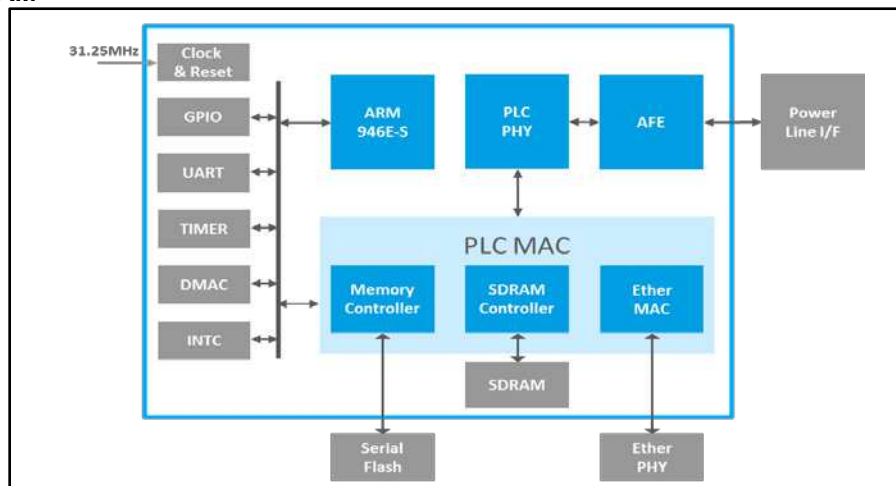 31.25MHz
Clock
& Reset
GPIO
UART
TIMER
DMAC
INTC
ARM
946E-S
PLC
PHY
AFE
Power
Line I/F
PLC MAC
Memory
Controller
SDRAM
Controller
Ether
MAC
SDRAM
Serial
Flash
Ether
PHY